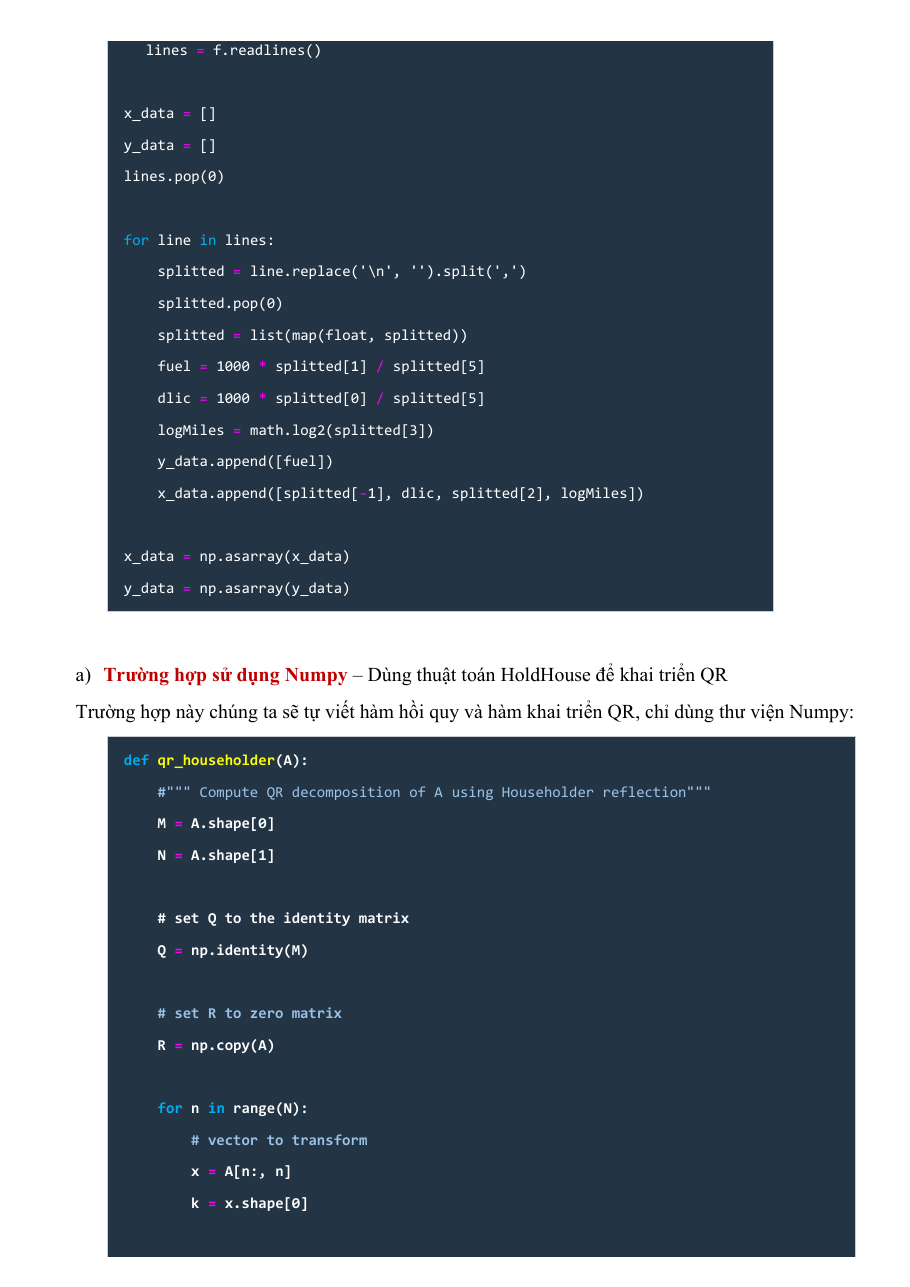 lines = f.readlines()
x_data = []
y_data = []
lines.pop(0)
for line in lines:
splitted = line.replace('\n', '').split(',')
splitted.pop(0)
splitted = list(map(float, splitted))
fuel = 1000 * splitted[1] / splitted[5]
dlic = 1000 * splitted[0] / splitted[5]
logMiles = math.log2(splitted[3])
y_data.append([fuel])
x_data.append([splitted[-1], dlic, splitted[2], logMiles])
x_data = np.asarray(x_data)
y_data = np.asarray(y_data)
a) Trường hợp sử dụng Numpy – Dùng thuật toán HoldHouse để khai triển QR
Trường hợp này chúng ta sẽ tự viết hàm hồi quy và hàm khai triển QR, chỉ dùng thư viện Numpy:
def qr_householder(A):
#""" Compute QR decomposition of A using Householder reflection"""
M = A.shape[0]
N = A.shape[1]
# set Q to the identity matrix
Q = np.identity(M)
# set R to zero matrix
R = np.copy(A)
for n in range(N):
# vector to transform
x = A[n:, n]
k = x.shape[0]